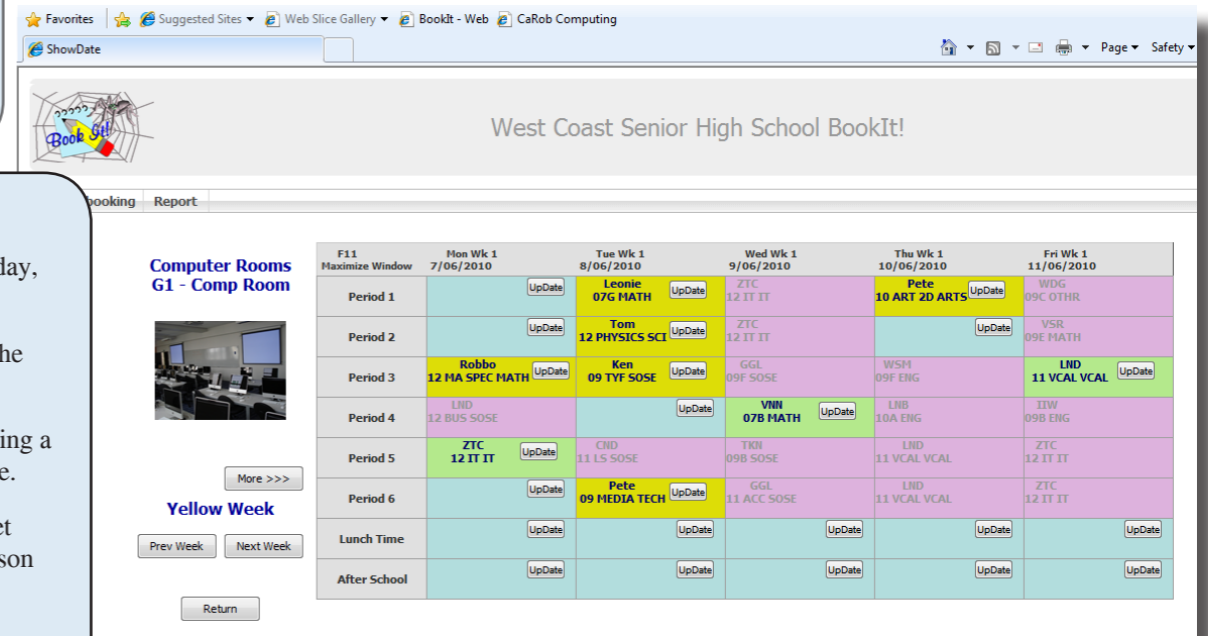 Favorites Suggested Sites Web Slice Gallery BookIt - Web CaRob Computing
ShowDate Page Safety
Book It!
West Coast Senior High School BookIt!
ooking Report
day,
he
ing a
e.
et
son
Computer Rooms
G1 - Comp Room
More >>>
Yellow Week
Prev Week Next Week
Return
F11 Mon Wk 1 Tue Wk 1 Wed Wk 1 Thu Wk 1 Fri Wk 1
Maximize Window 7/06/2010 8/06/2010 9/06/2010 10/06/2010 11/06/2010
Period 1 UpDate Leonie UpDate ZTC Pete UpDate WDG
07G MATH 12 IT IT 10 ART 2D ARTS 09C OTHR
Period 2 UpDate Tom UpDate ZTC UpDate VSR
12 PHYSICS SCI 12 IT IT 09E MATH
Period 3 Robbo UpDate Ken UpDate GGL WSM LND UpDate
12 MA SPEC MATH 09 TYF SOSE 09F SOSE 09F ENG 11 VCAL VCAL
Period 4 LND UpDate VNN UpDate LNB IIW
12 BUS SOSE 07B MATH 10A ENG 09B ENG
Period 5 ZTC UpDate CND TKN LND ZTC
12 IT IT 11 LS SOSE 09B SOSE 11 VCAL VCAL 12 IT IT
Period 6 UpDate Pete UpDate GGL LND ZTC
09 MEDIA TECH 11 ACC SOSE 11 VCAL VCAL 12 IT IT
Lunch Time UpDate UpDate UpDate UpDate UpDate
After School UpDate UpDate UpDate UpDate UpDate